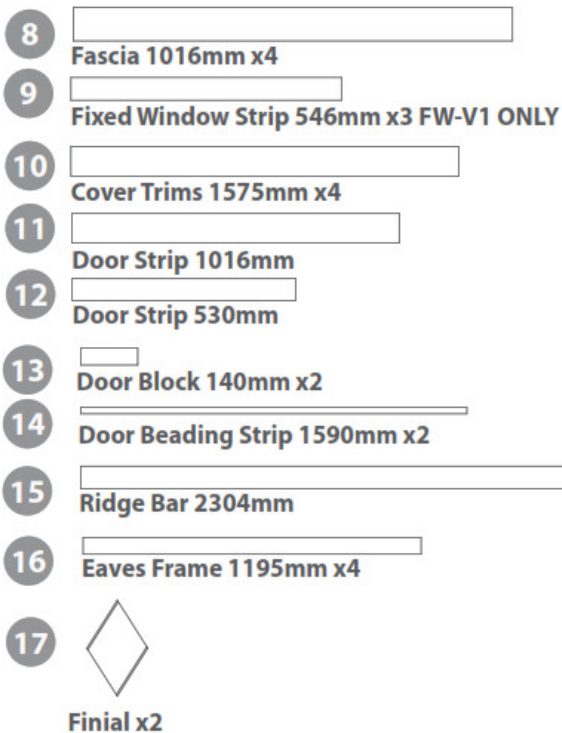 8
Fascia 1016mm x4
9
Fixed Window Strip 546mm x3 FW-V1 ONLY
10
Cover Trims 1575mm x4
11
Door Strip 1016mm
12
Door Strip 530mm
13
Door Block 140mm x2
14
Door Beading Strip 1590mm x2
15
Ridge Bar 2304mm
16
Eaves Frame 1195mm x4
17
Finial x2